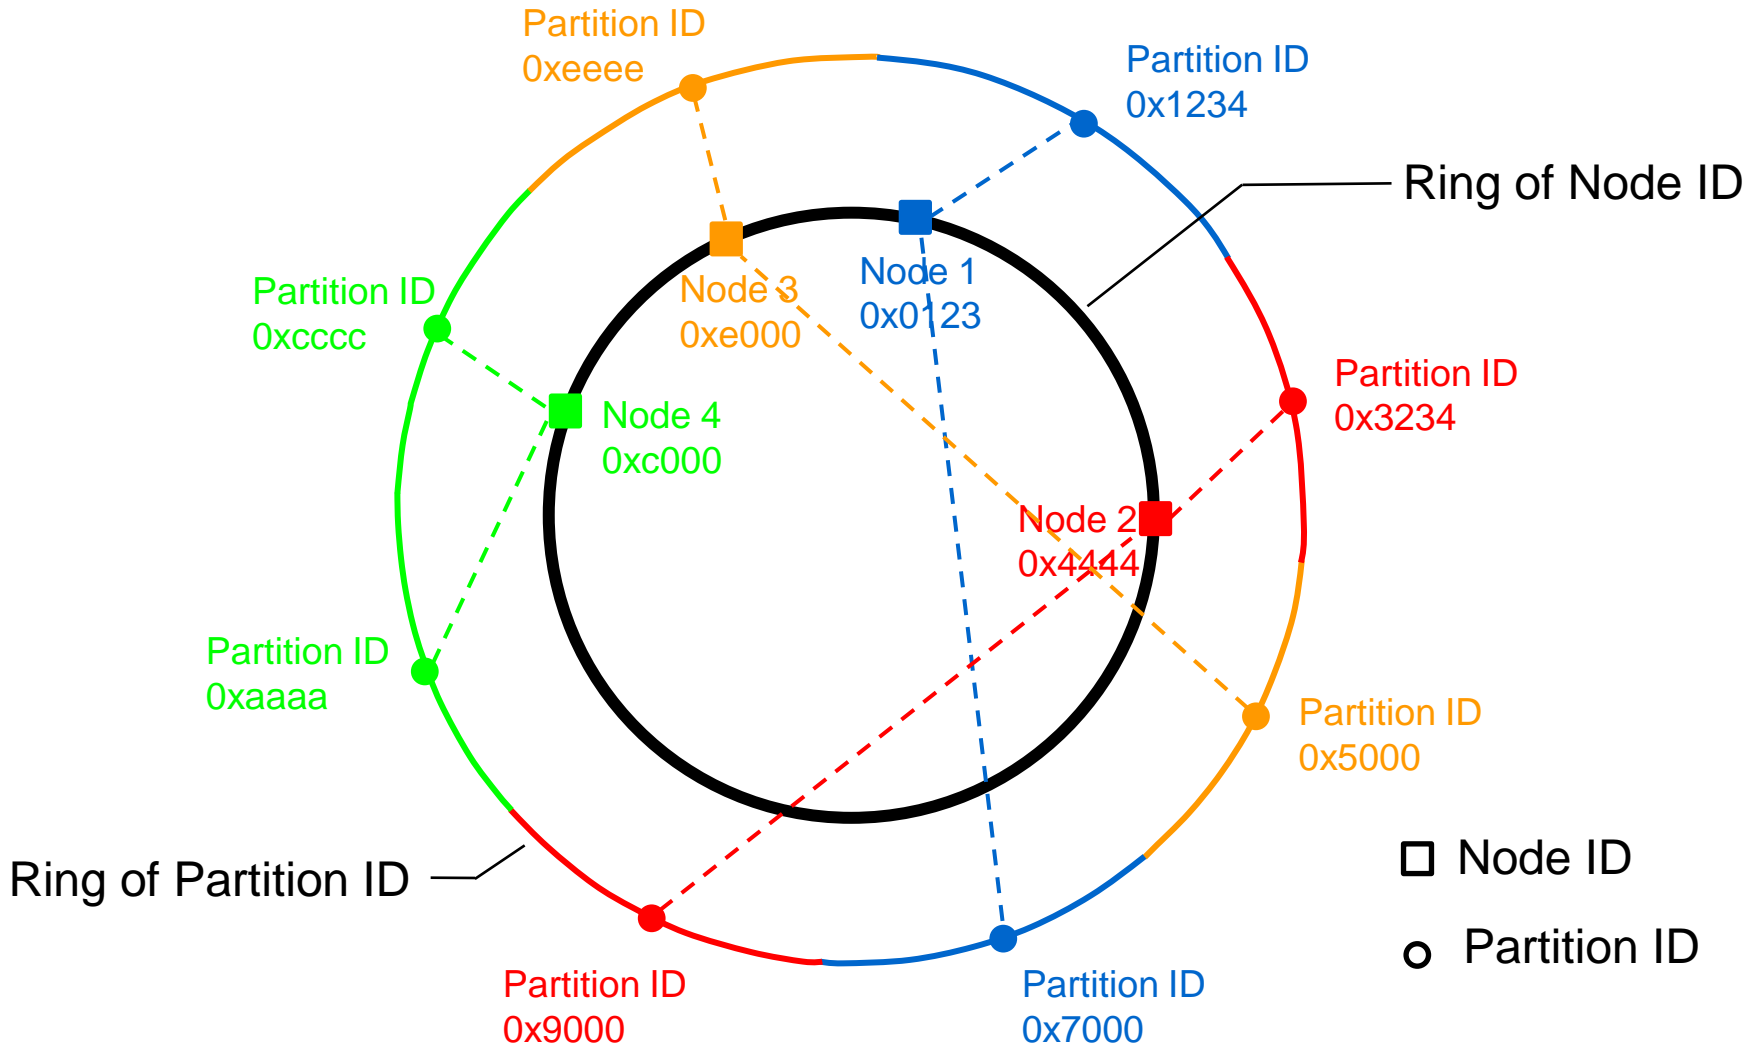 Partition ID
0xeeee
Partition ID
0x1234
Ring of Node ID
Partition ID
0xcccc
Node 3
0xe000
Node 1
0x0123
Partition ID
0x3234
Node 4
0xc000
Node 2
0x4444
Partition ID
0xaaaa
Partition ID
0x5000
Ring of Partition ID
Node ID
Partition ID
Partition ID
0x9000
Partition ID
0x7000